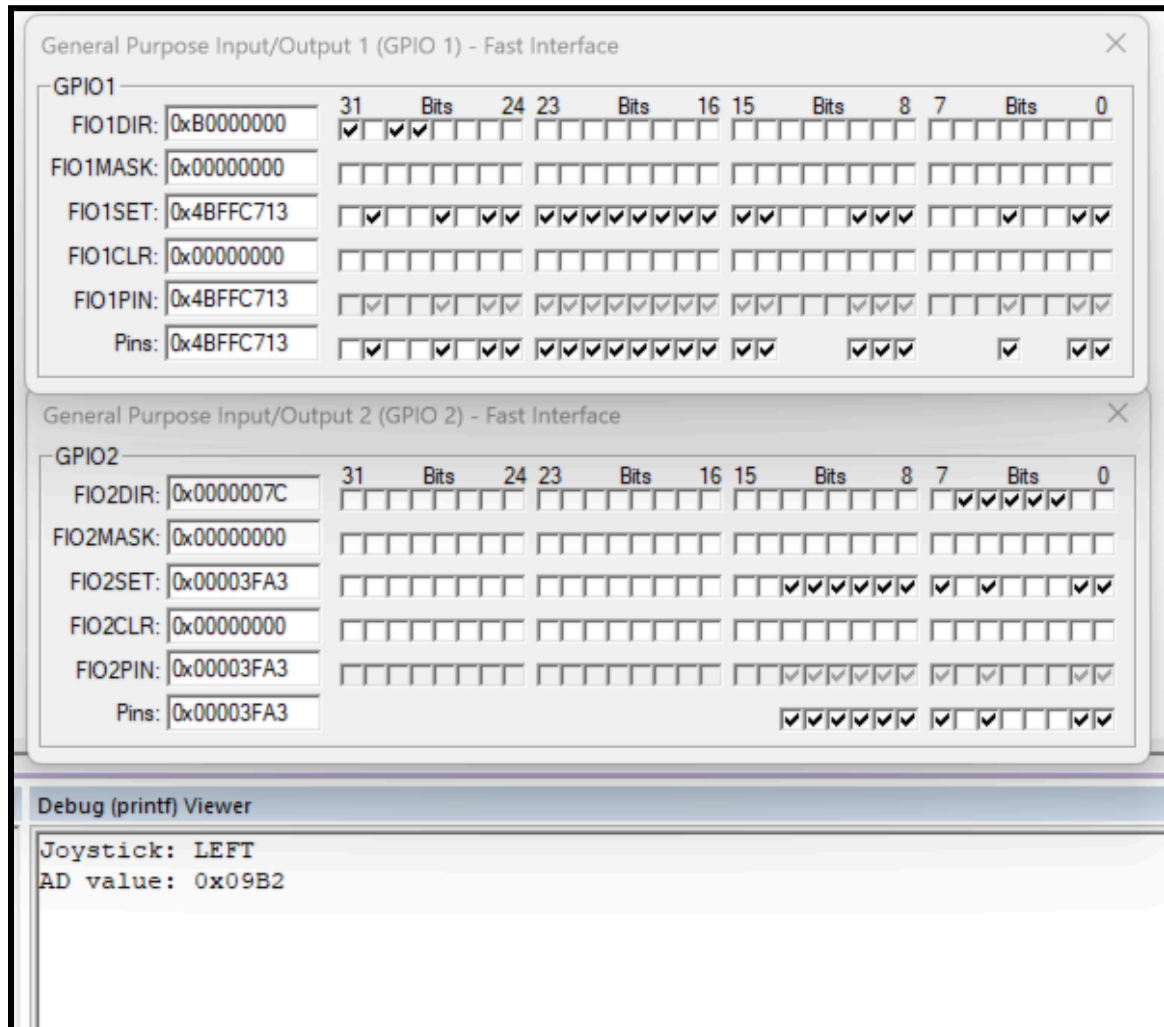 General Purpose Input/Output 1 (GPIO 1) - Fast Interface
GPIO1
31 Bits 24 23 Bits 16 15 Bits 8 7 Bits 0
FIO1DIR: 0xB0000000
FIO1MASK: 0x00000000
FIO1SET: 0x4BFFC713
FIO1CLR: 0x00000000
FIO1PIN: 0x4BFFC713
Pins: 0x4BFFC713
General Purpose Input/Output 2 (GPIO 2) - Fast Interface
GPIO2
31 Bits 24 23 Bits 16 15 Bits 8 7 Bits 0
FIO2DIR: 0x0000007C
FIO2MASK: 0x00000000
FIO2SET: 0x00003FA3
FIO2CLR: 0x00000000
FIO2PIN: 0x00003FA3
Pins: 0x00003FA3
Debug (printf) Viewer
Joystick: LEFT
AD value: 0x09B2